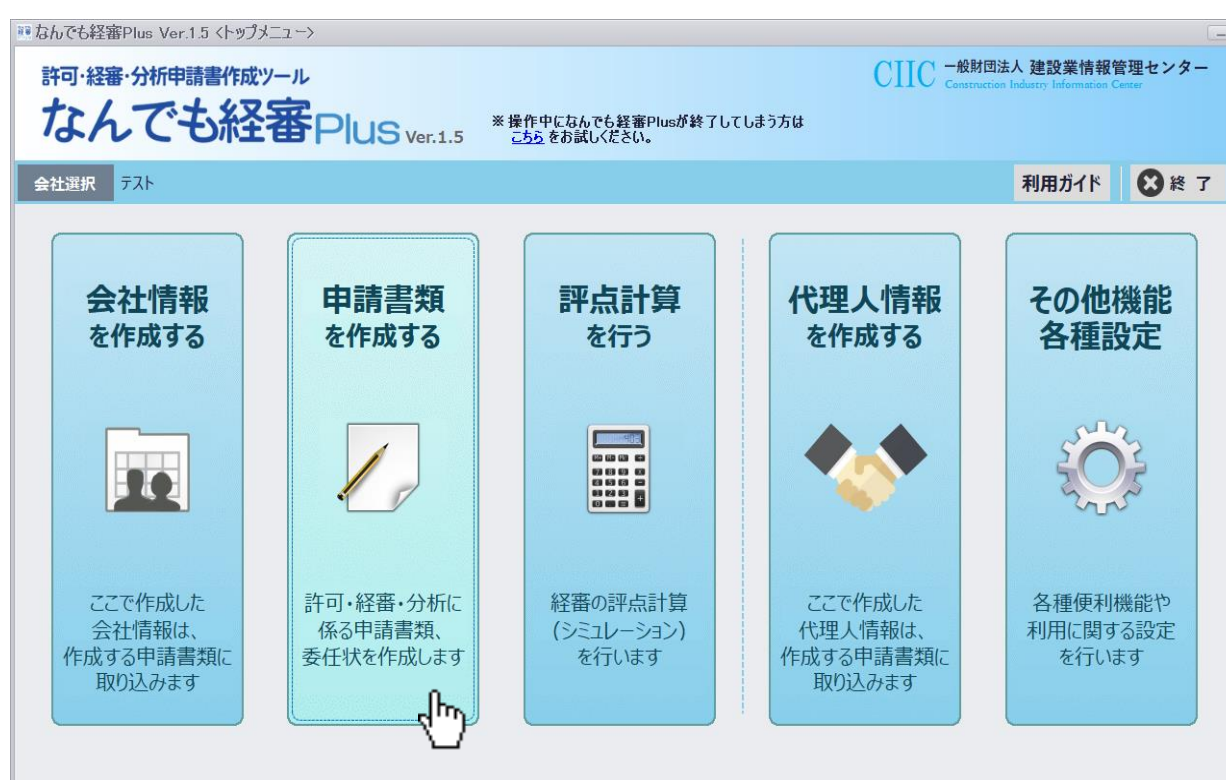 なんでも経審Plus Ver.1.5 <トップメニュー>
許可・経審・分析申請書作成ツール
なんでも経審Plus Ver.1.5
※操作中になんでも経審Plusが終了してしまう方は
こちら をお試しください。
CIIC 一般財団法人 建設業情報管理センター
Construction Industry Information Center
会社選択 テスト
利用ガイド
終 了
会社情報
を作成する
ここで作成した
会社情報は、
作成する申請書類に
取り込みます
申請書類
を作成する
許可・経審・分析に
係る申請書類、
委任状を作成します
評点計算
を行う
経審の評点計算
(シミュレーション)
を行います
代理人情報
を作成する
ここで作成した
代理人情報は、
作成する申請書類に
取り込みます
その他機能
各種設定
各種便利機能や
利用に関する設定
を行います